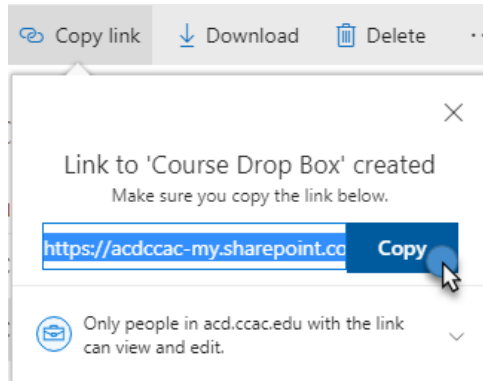 Copy link Download Delete
Link to 'Course Drop Box' created
Make sure you copy the link below.
https://acdccac-my.sharepoint.co Copy
Only people in acd.ccac.edu with the link
can view and edit.